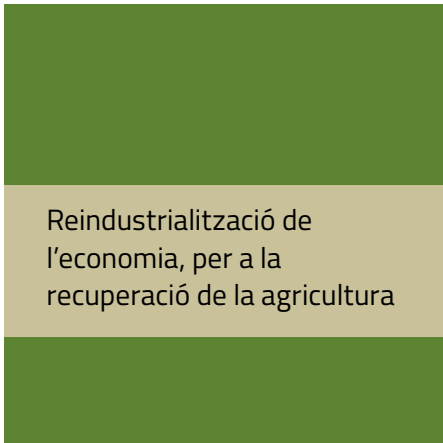 Reindustrialització de
l’economia, per a la
recuperació de la agricultura